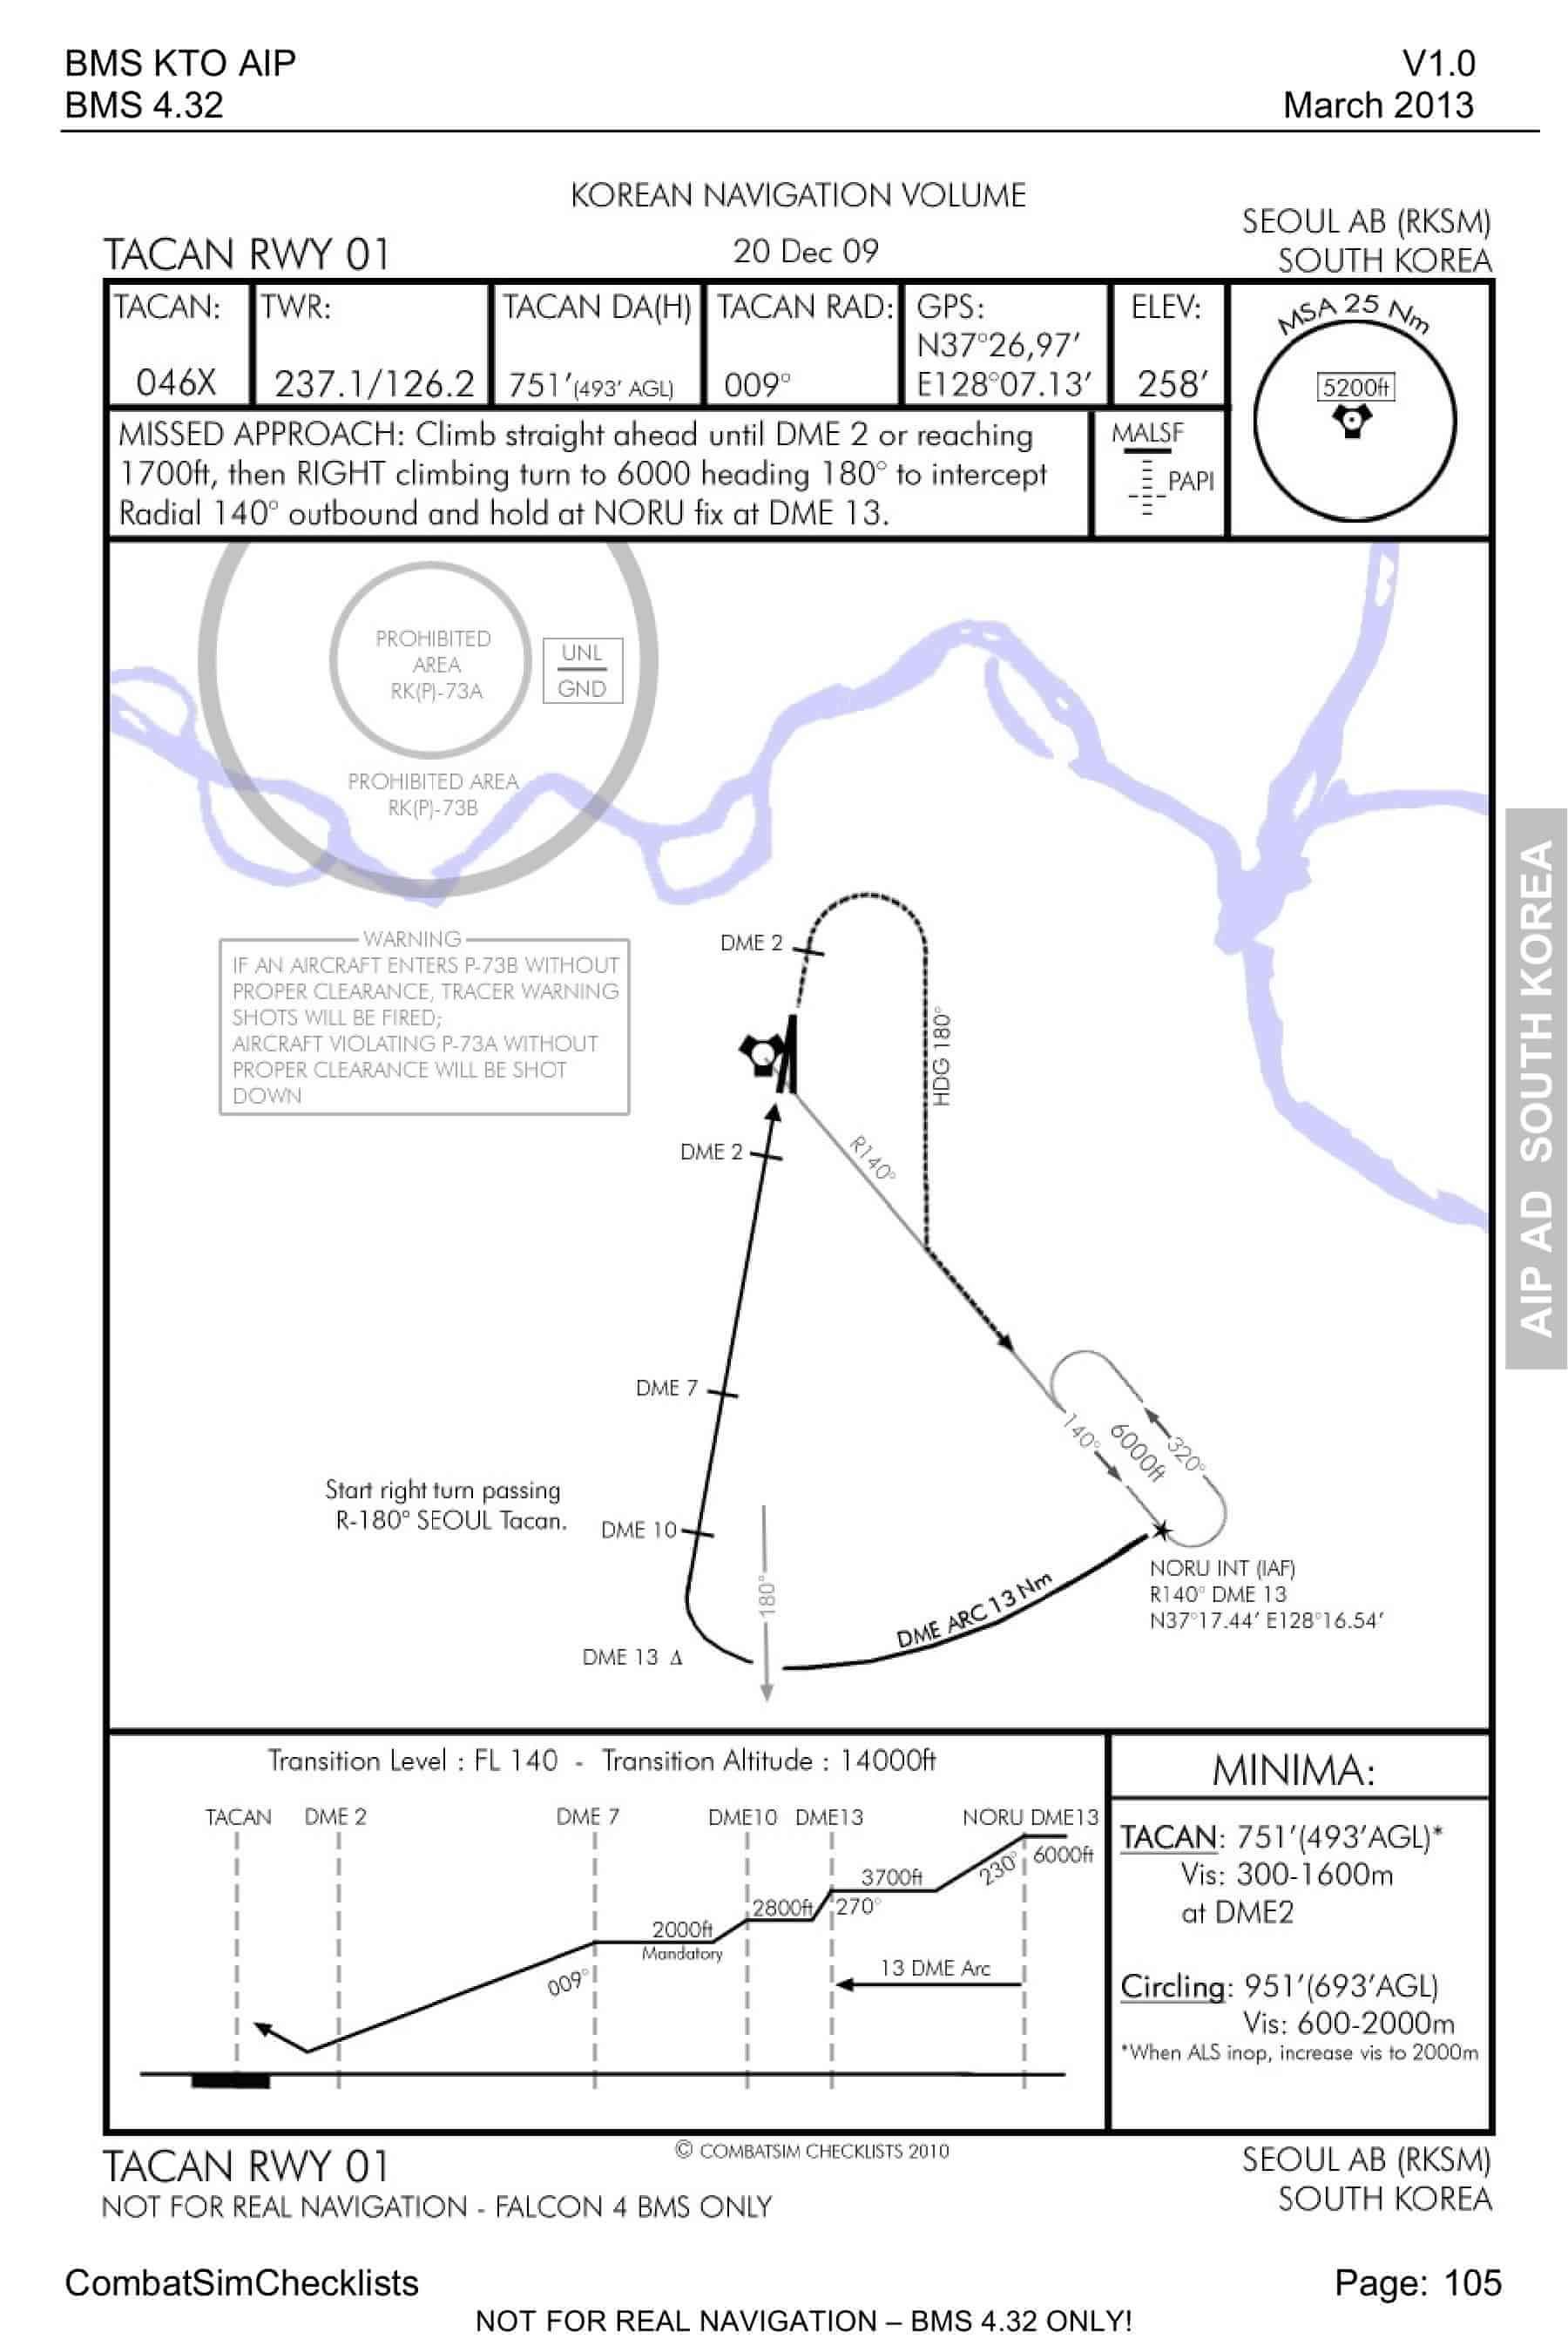 BMS KTO AIP
V1.0
BMS 4.32
March 2013
KOREAN NAVIGATION VOLUME
SEOUL AB (RKSM)
TACAN RWY 01
20 Dec 09
SOUTH KOREA
TACAN:
046X
TWR:
237.1/126.2
TACAN DA(H)
751'(493' AGL)
TACAN RAD:
009°
GPS:
N37°26,97'
E128°07.13'
ELEV:
258'
MSA 25 Nm
5200ft
MISSED APPROACH: Climb straight ahead until DME 2 or reaching
1700ft, then RIGHT climbing turn to 6000 heading 180° to intercept
Radial 140° outbound and hold at NORU fix at DME 13.
MALSF
PAPI
PROHIBITED
AREA
RK(P)-73A
UNL
GND
PROHIBITED AREA
RK(P)-73B
WARNING
IF AN AIRCRAFT ENTERS P-73B WITHOUT
PROPER CLEARANCE, TRACER WARNING
SHOTS WILL BE FIRED;
AIRCRAFT VIOLATING P-73A WITHOUT
PROPER CLEARANCE WILL BE SHOT
DOWN
DME 2
HDG 180°
DME 2
R140°
DME 7
140°
6000ft
320°
Start right turn passing
R-180° SEOUL Tacan.
DME 10
180°
DME ARC 13 Nm
NORU INT (IAF)
R140° DME 13
N37°17.44' E128°16.54'
DME 13 Δ
AIP AD SOUTH KOREA
Transition Level : FL 140 - Transition Altitude : 14000ft
TACAN
DME 2
DME 7
DME10
DME13
NORU DME13
6000ft
230°
3700ft
270°
2800ft
2000ft
Mandatory
009°
13 DME Arc
MINIMA:
TACAN: 751'(493'AGL)*
Vis: 300-1600m
at DME2
Circling: 951'(693'AGL)
Vis: 600-2000m
*When ALS inop, increase vis to 2000m
TACAN RWY 01
© COMBATSIM CHECKLISTS 2010
SEOUL AB (RKSM)
NOT FOR REAL NAVIGATION - FALCON 4 BMS ONLY
SOUTH KOREA
CombatSimChecklists
Page: 105
NOT FOR REAL NAVIGATION – BMS 4.32 ONLY!